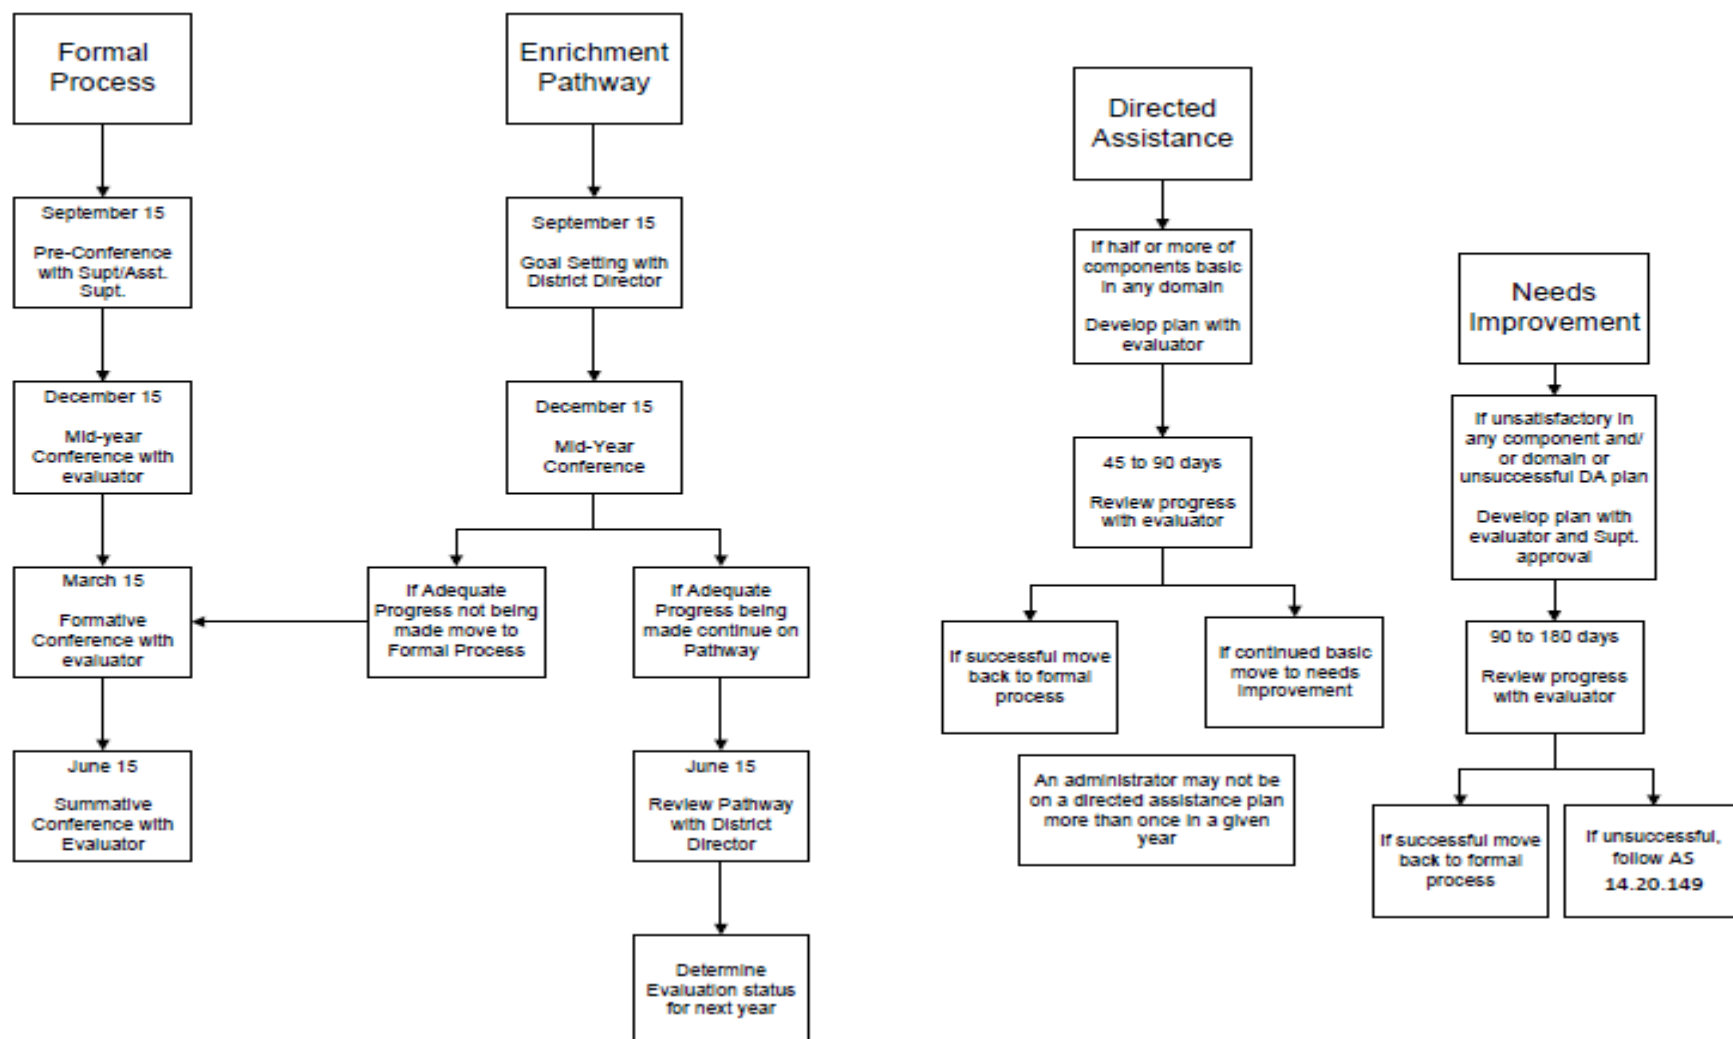 Formal
Process
September 15
Pre-Conference
with Supt/Asst.
Supt.
December 15
Mid-year
Conference with
evaluator
March 15
Formative
Conference with
evaluator
June 15
Summative
Conference with
Evaluator
Enrichment
Pathway
September 15
Goal Setting with
District Director
December 15
Mid-Year
Conference
If Adequate
Progress not being
made move to
Formal Process
If Adequate
Progress being
made continue on
Pathway
June 15
Review Pathway
with District
Director
Determine
Evaluation status
for next year
Directed
Assistance
If half or more of
components basic
in any domain
Develop plan with
evaluator
45 to 90 days
Review progress
with evaluator
If successful move
back to formal
process
If continued basic
move to needs
improvement
An administrator may not be
on a directed assistance plan
more than once in a given
year
Needs
Improvement
If unsatisfactory in
any component and/
or domain or
unsuccessful DA plan
Develop plan with
evaluator and Supt.
approval
90 to 180 days
Review progress
with evaluator
If successful move
back to formal
process
If unsuccessful,
follow AS
14.20.149